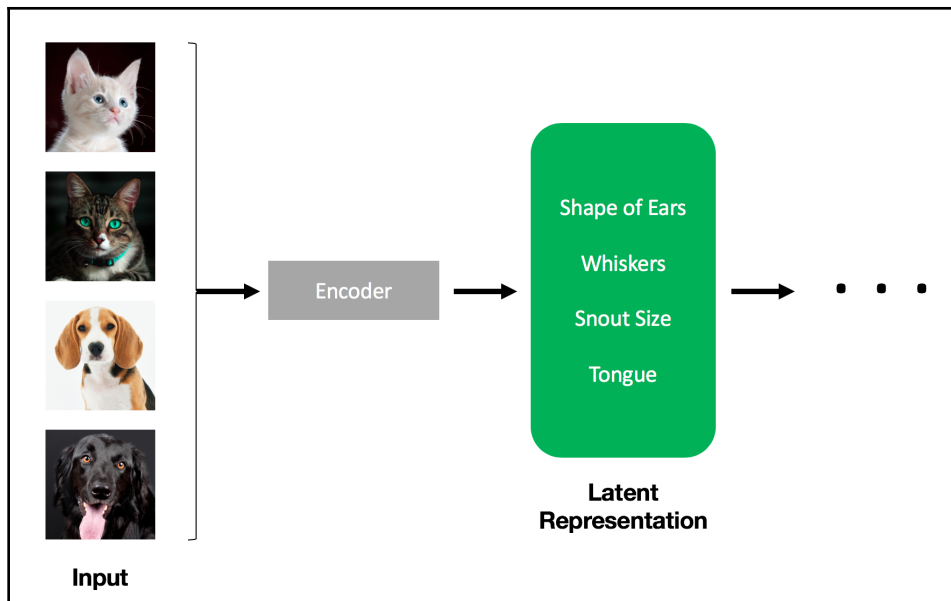 Input
Encoder
Shape of Ears
Whiskers
Snout Size
Tongue
Latent
Representation